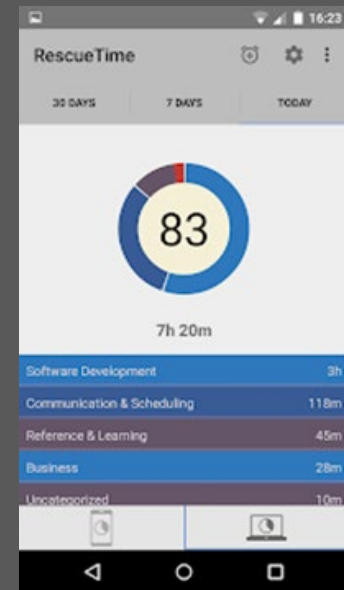 16:23
RescueTime
30 DAYS 7 DAYS TODAY
83
7h 20m
Software Development 3h
Communication & Scheduling 118m
Reference & Learning 45m
Business 28m
Uncategorized 10m